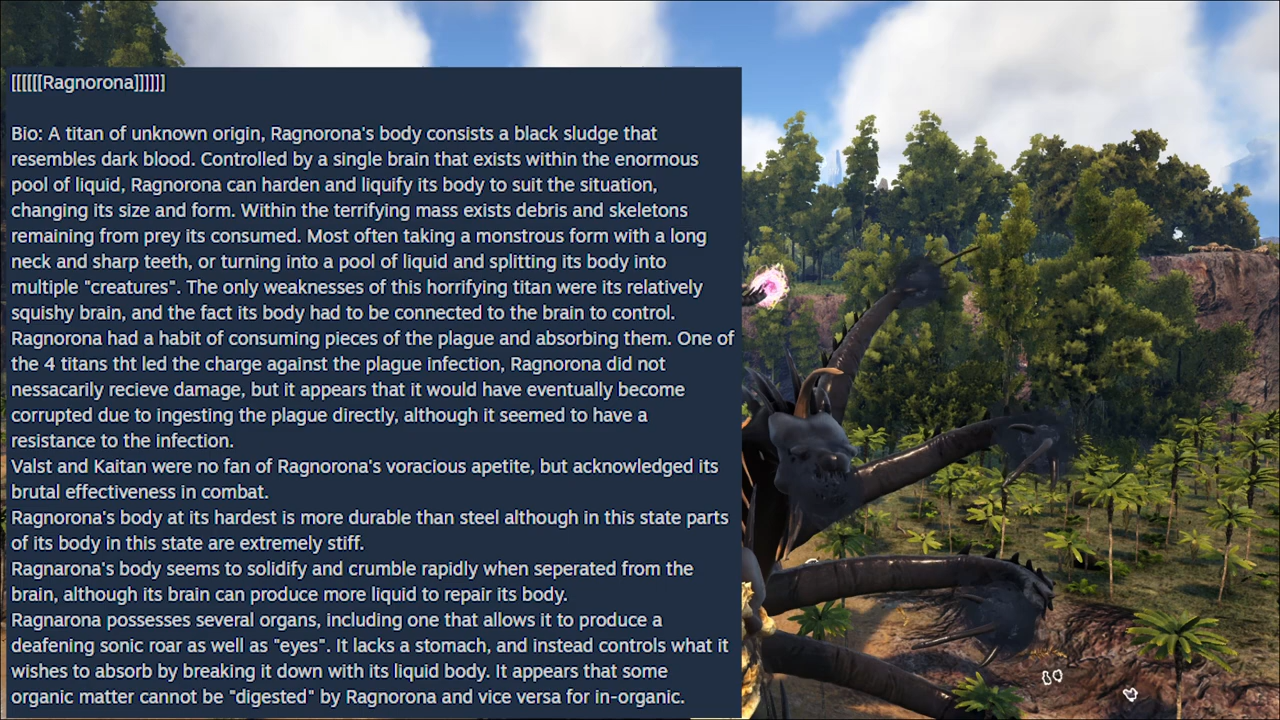 [[[[[[Ragnorona]]]]]]
Bio: A titan of unknown origin, Ragnorona's body consists a black sludge that
resembles dark blood. Controlled by a single brain that exists within the enormous
pool of liquid, Ragnorona can harden and liquify its body to suit the situation,
changing its size and form. Within the terrifying mass exists debris and skeletons
remaining from prey its consumed. Most often taking a monstrous form with a long
neck and sharp teeth, or turning into a pool of liquid and splitting its body into
multiple "creatures". The only weaknesses of this horrifying titan were its relatively
squishy brain, and the fact its body had to be connected to the brain to control.
Ragnorona had a habit of consuming pieces of the plague and absorbing them. One of
the 4 titans tht led the charge against the plague infection, Ragnorona did not
nessacarily recieve damage, but it appears that it would have eventually become
corrupted due to ingesting the plague directly, although it seemed to have a
resistance to the infection.
Valst and Kaitan were no fan of Ragnorona's voracious apetite, but acknowledged its
brutal effectiveness in combat.
Ragnorona's body at its hardest is more durable than steel although in this state parts
of its body in this state are extremely stiff.
Ragnarona's body seems to solidify and crumble rapidly when seperated from the
brain, although its brain can produce more liquid to repair its body.
Ragnarona possesses several organs, including one that allows it to produce a
deafening sonic roar as well as "eyes". It lacks a stomach, and instead controls what it
wishes to absorb by breaking it down with its liquid body. It appears that some
organic matter cannot be "digested" by Ragnorona and vice versa for in-organic.